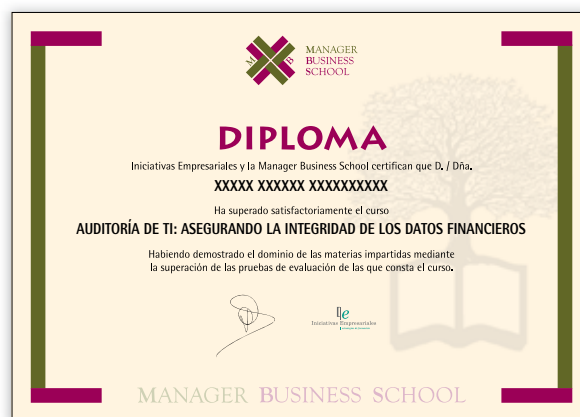 M B
MANAGER
BUSINESS
SCHOOL
DIPLOMA
Iniciativas Empresariales y la Manager Business School certifican que D. / Dña.
XXXXX XXXXXX XXXXXXXXXX
Ha superado satisfactoriamente el curso
AUDITORÍA DE TI: ASEGURANDO LA INTEGRIDAD DE LOS DATOS FINANCIEROS
Habiendo demostrado el dominio de las materias impartidas mediante
la superación de las pruebas de evaluación de las que consta el curso.
Iniciativas Empresariales
MANAGER BUSINESS SCHOOL